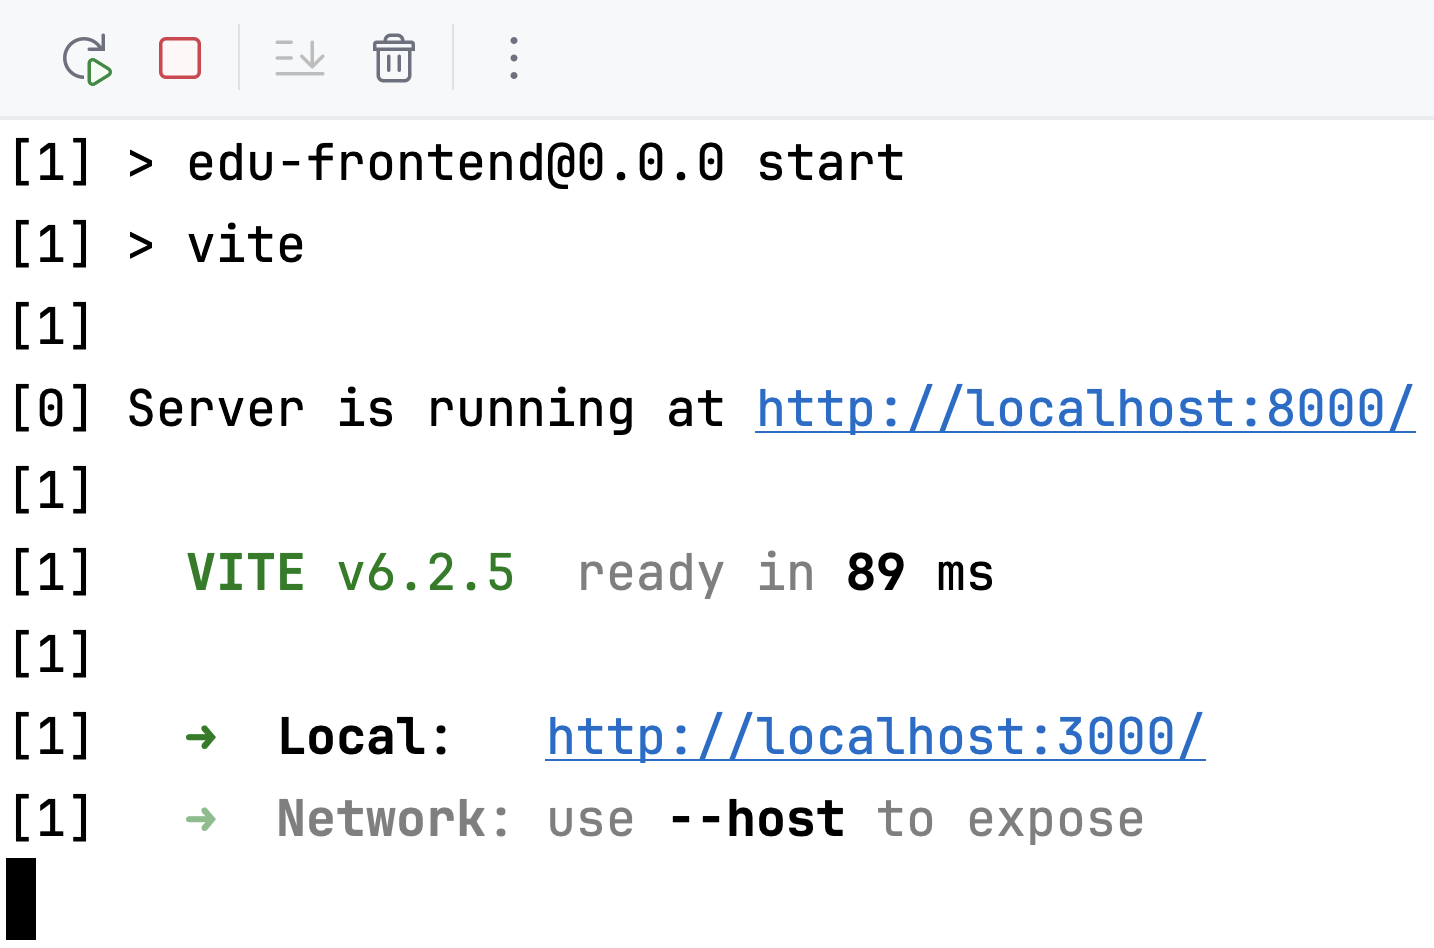 [1] > edu-frontend@0.0.0 start
[1] > vite
[1]
[0] Server is running at http://localhost:8000/
[1]
[1]   VITE v6.2.5  ready in 89 ms
[1]
[1]   ➜  Local:   http://localhost:3000/
[1]   ➜  Network: use --host to expose